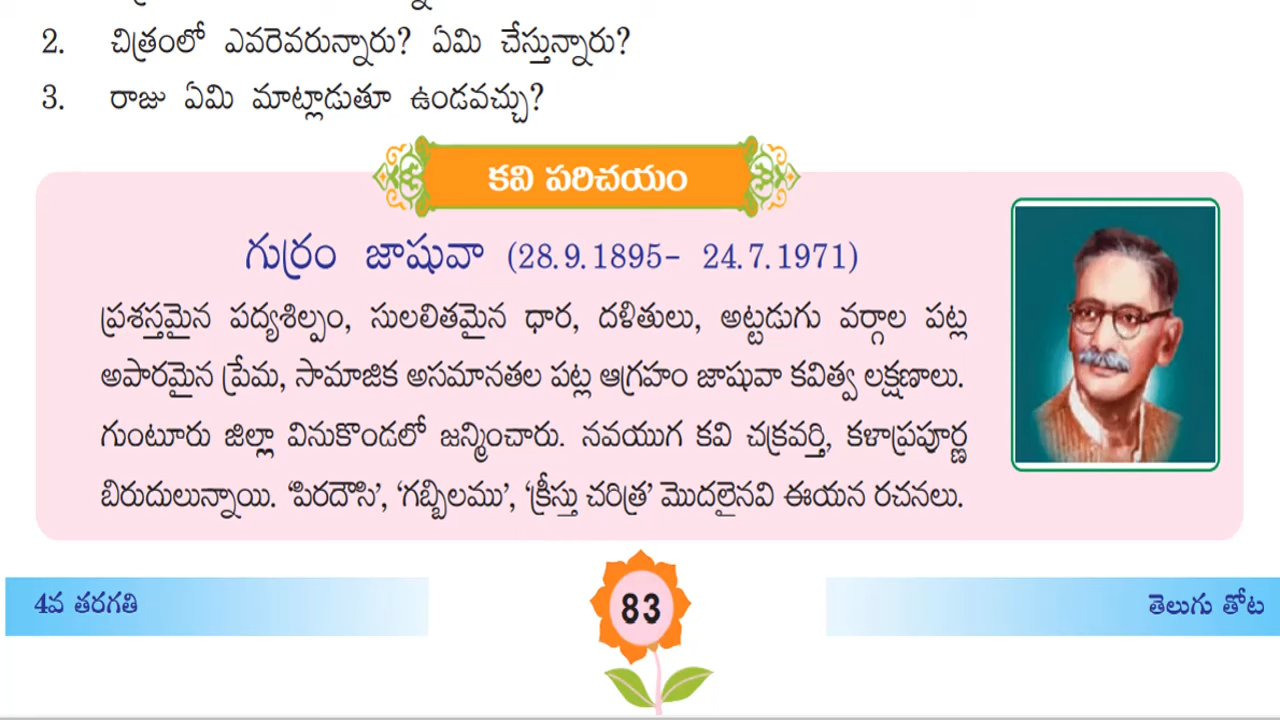 2. చిత్రంలో ఎవరెవరున్నారు? ఏమి చేస్తున్నారు?
3. రాజు ఏమి మాట్లాడుతూ ఉండవచ్చు?
కవి పరిచయం
గుర్రం జాషువా (28.9.1895- 24.7.1971)
ప్రశస్తమైన పద్యశిల్పం, సులలితమైన ధార, దళితులు, అట్టడుగు వర్గాల పట్ల
అపారమైన ప్రేమ, సామాజిక అసమానతల పట్ల ఆగ్రహం జాషువా కవిత్వ లక్షణాలు.
గుంటూరు జిల్లా వినుకొండలో జన్మించారు. నవయుగ కవి చక్రవర్తి, కళాప్రపూర్ణ
బిరుదులున్నాయి. ‘పిరదౌసి’, ‘గబ్బిలము’, ‘క్రీస్తు చరిత్ర’ మొదలైనవి ఈయన రచనలు.
4వ తరగతి
83
తెలుగు తోట